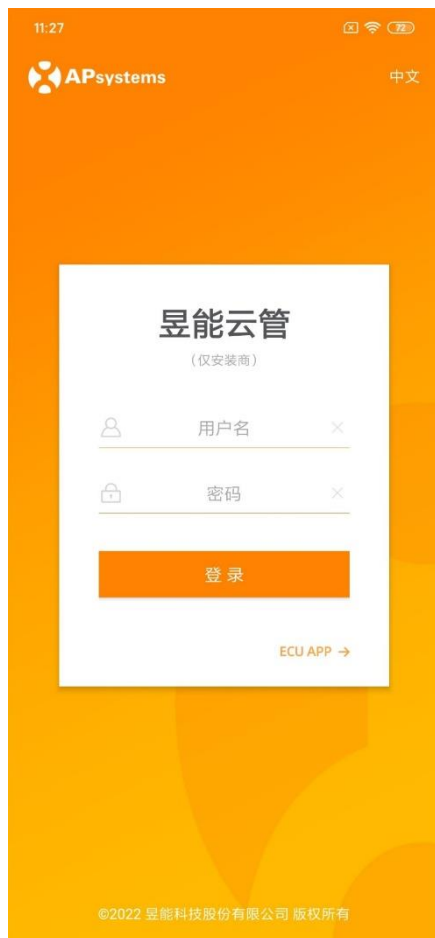 11:27
72
APsystems
中文
昱能云管
（仅安装商）
用户名
密码
登 录
ECU APP →
©2022 昱能科技股份有限公司 版权所有